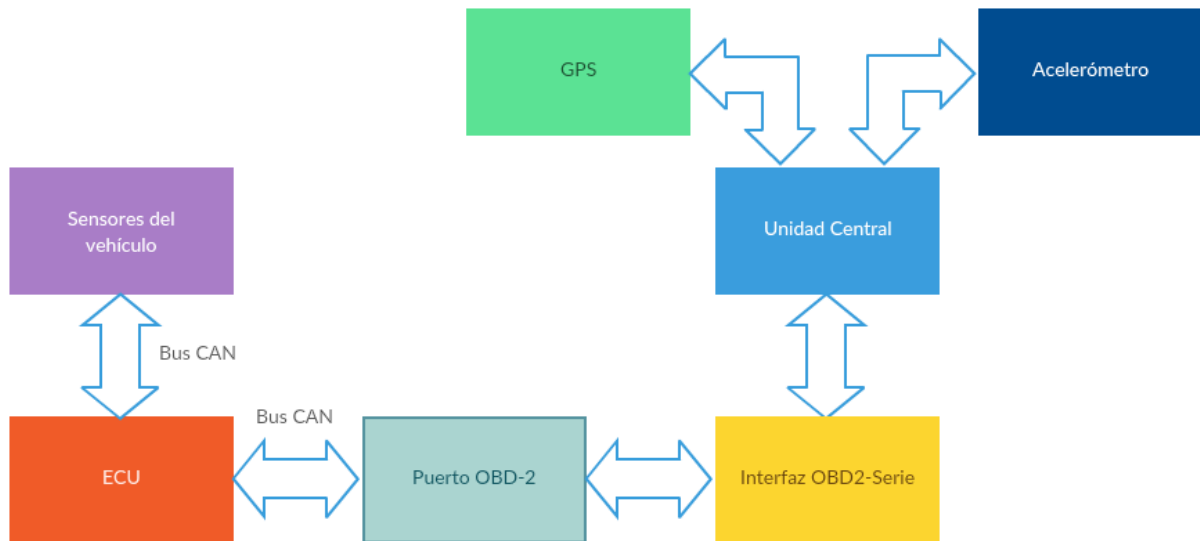 GPS
Acelerómetro
Sensores del
vehículo
Unidad Central
Bus CAN
Bus CAN
ECU
Puerto OBD-2
Interfaz OBD2-Serie